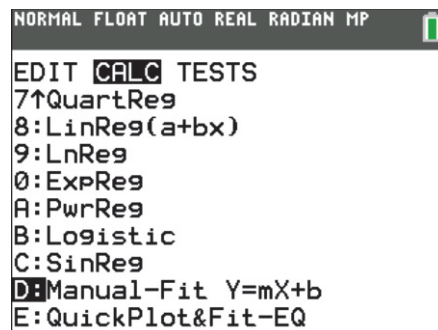 NORMAL FLOAT AUTO REAL RADIAN MP
EDIT CALC TESTS
7↑QuartReg
8:LinReg(a+bx)
9:LnReg
0:ExpReg
A:PwrReg
B:Logistic
C:SinReg
D:Manual-Fit Y=mX+b
E:QuickPlot&Fit-EQ